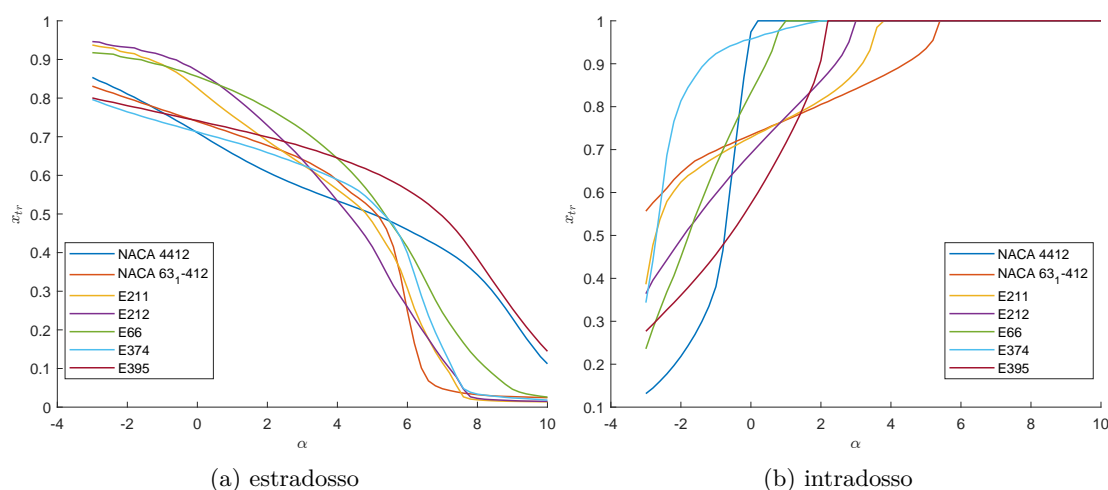 1
0.9
0.8
0.7
0.6
0.5
0.4
0.3
0.2
0.1
0
x_tr
-4 -2 0 2 4 6 8 10
α
NACA 4412
NACA 63₁-412
E211
E212
E66
E374
E395
(a) estradosso
1
0.9
0.8
0.7
0.6
0.5
0.4
0.3
0.2
0.1
x_tr
-4 -2 0 2 4 6 8 10
α
NACA 4412
NACA 63₁-412
E211
E212
E66
E374
E395
(b) intradosso